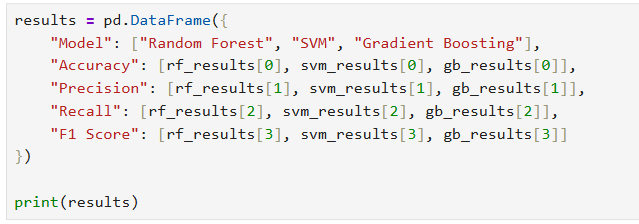 results = pd.DataFrame({
    "Model": ["Random Forest", "SVM", "Gradient Boosting"],
    "Accuracy": [rf_results[0], svm_results[0], gb_results[0]],
    "Precision": [rf_results[1], svm_results[1], gb_results[1]],
    "Recall": [rf_results[2], svm_results[2], gb_results[2]],
    "F1 Score": [rf_results[3], svm_results[3], gb_results[3]]
})

print(results)